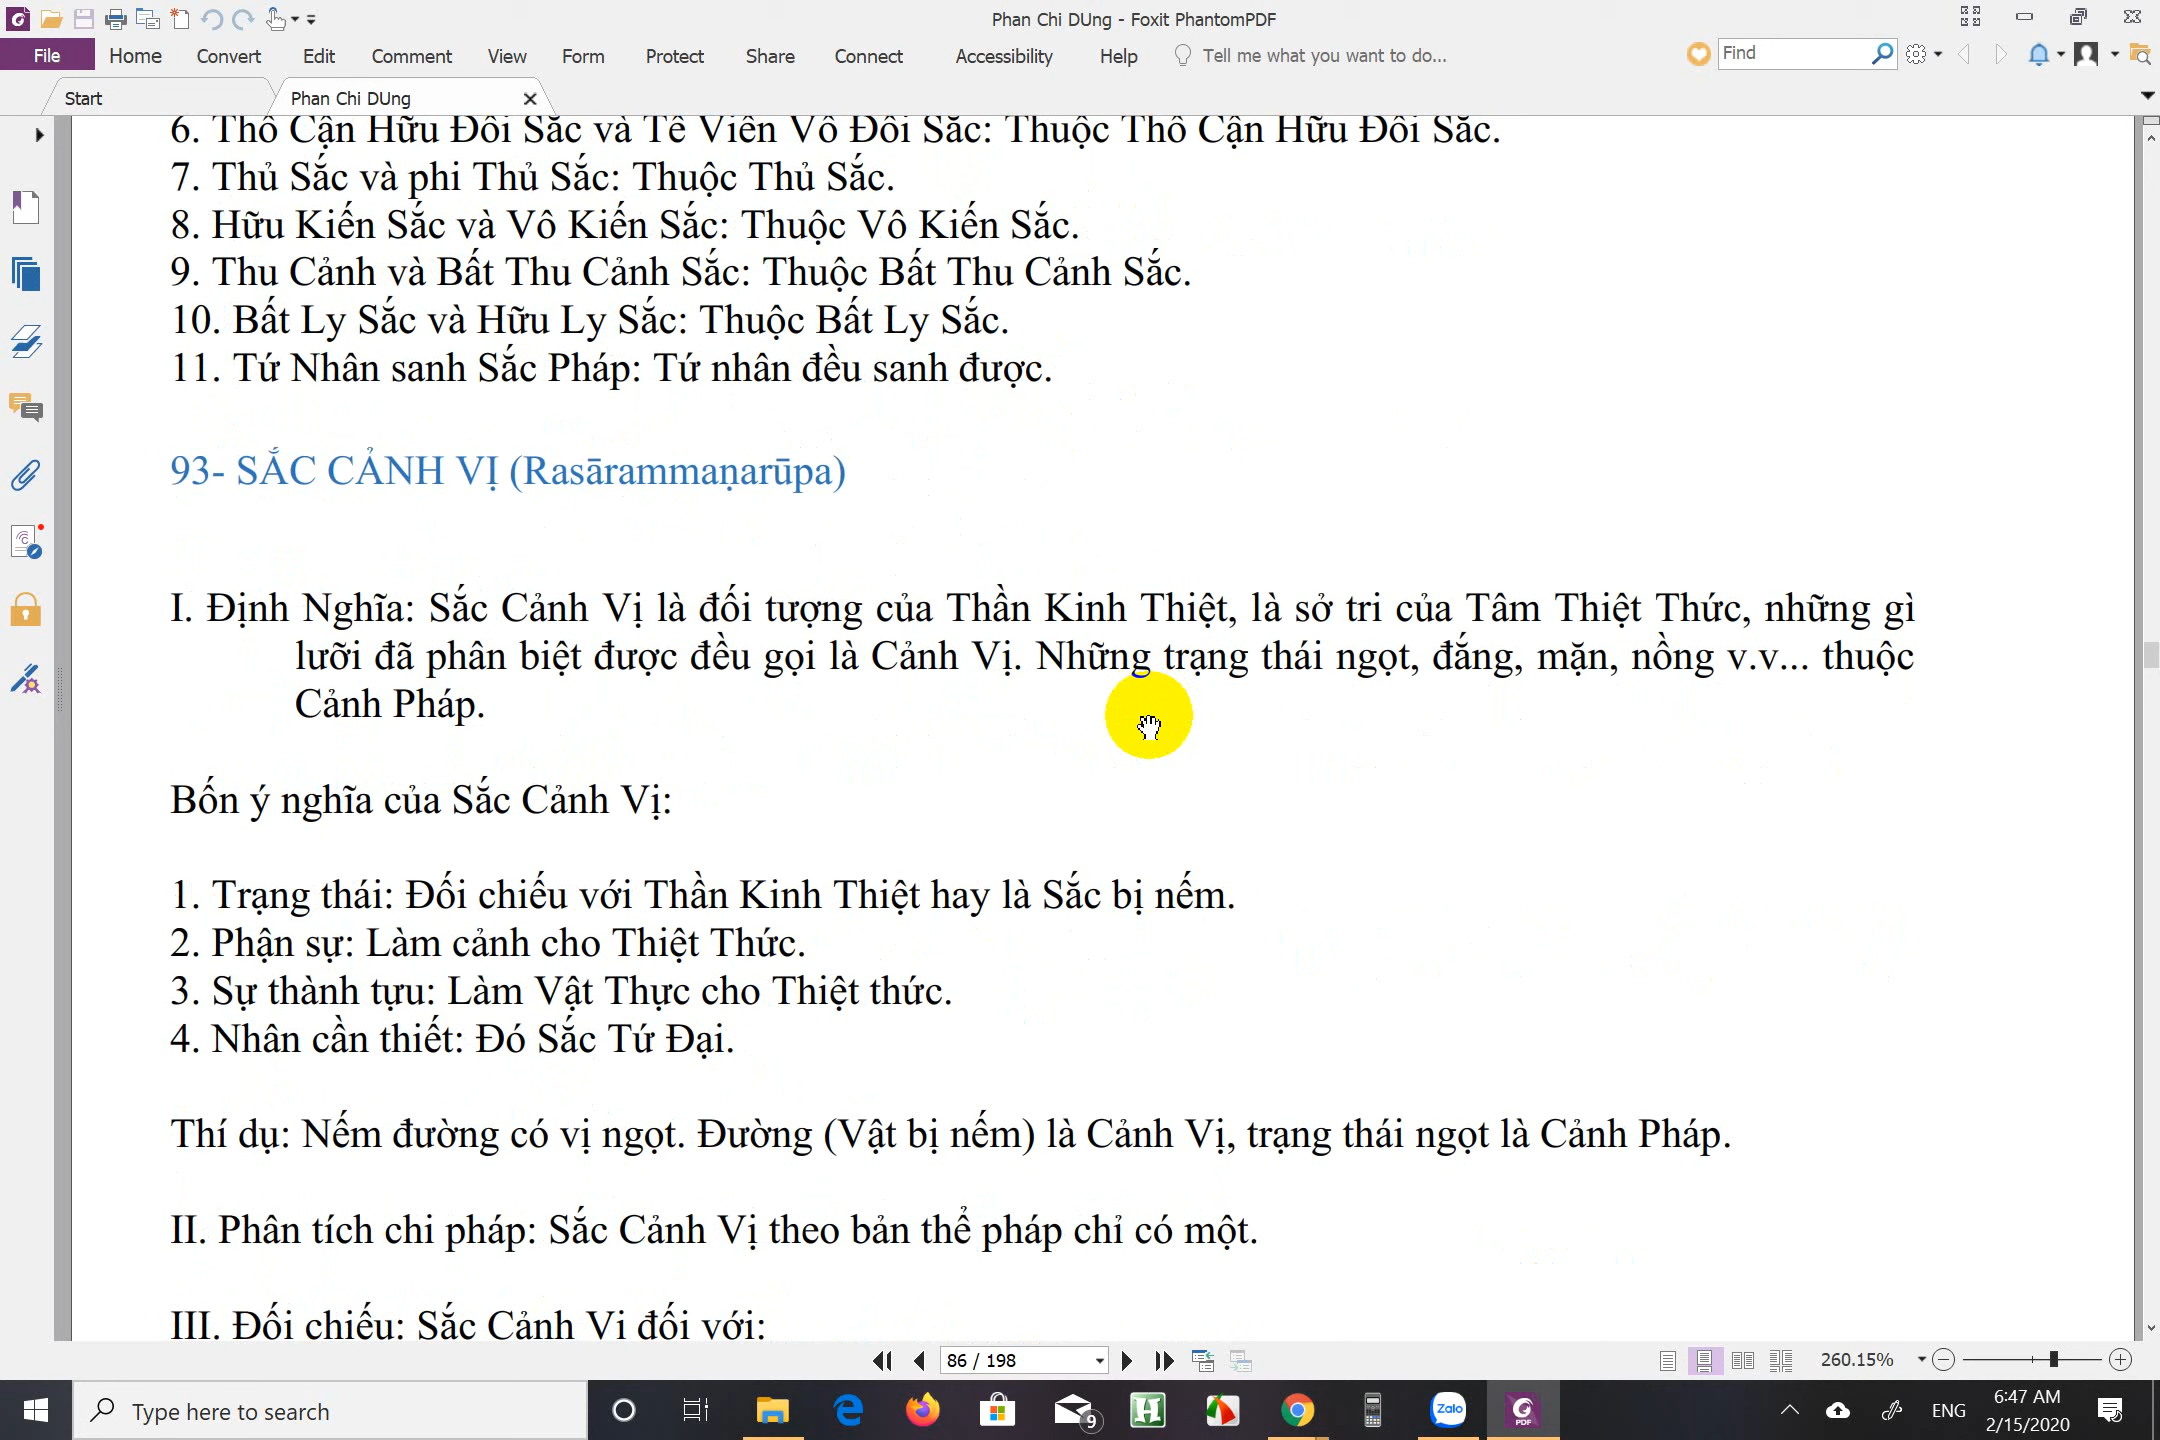 Phan Chi DUng - Foxit PhantomPDF
File Home Convert Edit Comment View Form Protect Share Connect Accessibility Help Tell me what you want to do... Find
Start Phan Chi DUng
6. Thô Cận Hữu Đối Sắc và Tế Viễn Vô Đối Sắc: Thuộc Thô Cận Hữu Đối Sắc.
7. Thủ Sắc và phi Thủ Sắc: Thuộc Thủ Sắc.
8. Hữu Kiến Sắc và Vô Kiến Sắc: Thuộc Vô Kiến Sắc.
9. Thu Cảnh và Bất Thu Cảnh Sắc: Thuộc Bất Thu Cảnh Sắc.
10. Bất Ly Sắc và Hữu Ly Sắc: Thuộc Bất Ly Sắc.
11. Tứ Nhân sanh Sắc Pháp: Tứ nhân đều sanh được.
93- SẮC CẢNH VỊ (Rasārammaṇarūpa)
I. Định Nghĩa: Sắc Cảnh Vị là đối tượng của Thần Kinh Thiệt, là sở tri của Tâm Thiệt Thức, những gì
lưỡi đã phân biệt được đều gọi là Cảnh Vị. Những trạng thái ngọt, đắng, mặn, nồng v.v... thuộc
Cảnh Pháp.
Bốn ý nghĩa của Sắc Cảnh Vị:
1. Trạng thái: Đối chiếu với Thần Kinh Thiệt hay là Sắc bị nếm.
2. Phận sự: Làm cảnh cho Thiệt Thức.
3. Sự thành tựu: Làm Vật Thực cho Thiệt thức.
4. Nhân cần thiết: Đó Sắc Tứ Đại.
Thí dụ: Nếm đường có vị ngọt. Đường (Vật bị nếm) là Cảnh Vị, trạng thái ngọt là Cảnh Pháp.
II. Phân tích chi pháp: Sắc Cảnh Vị theo bản thể pháp chỉ có một.
III. Đối chiếu: Sắc Cảnh Vị đối với:
86 / 198 260.15%
Type here to search 9 Zalo PDF ENG 6:47 AM
2/15/2020